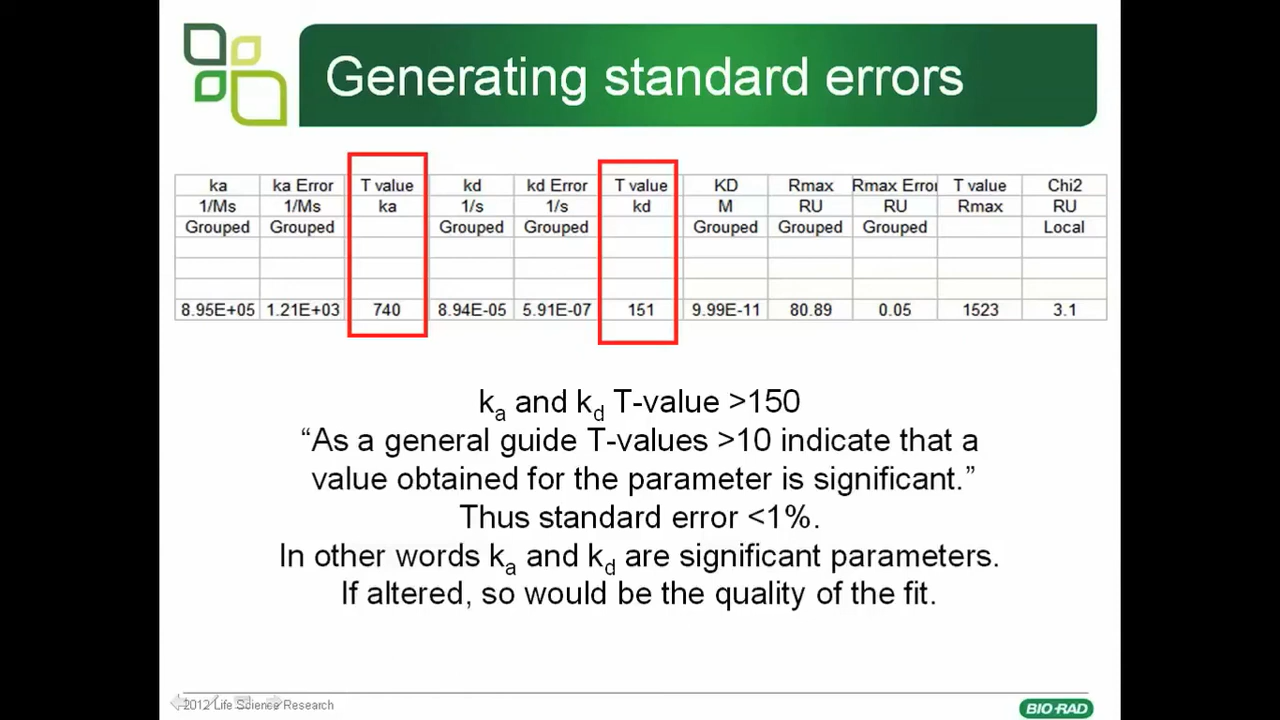 Generating standard errors
ka ka Error T value kd kd Error T value KD Rmax Rmax Error T value Chi2
1/Ms 1/Ms ka 1/s 1/s kd M RU RU Rmax RU
Grouped Grouped Grouped Grouped Grouped Grouped Grouped Local
8.95E+05 1.21E+03 740 8.94E-05 5.91E-07 151 9.99E-11 80.89 0.05 1523 3.1
ka and kd T-value >150
“As a general guide T-values >10 indicate that a
value obtained for the parameter is significant.”
Thus standard error <1%.
In other words ka and kd are significant parameters.
If altered, so would be the quality of the fit.
2012 Life Science Research
BIO-RAD